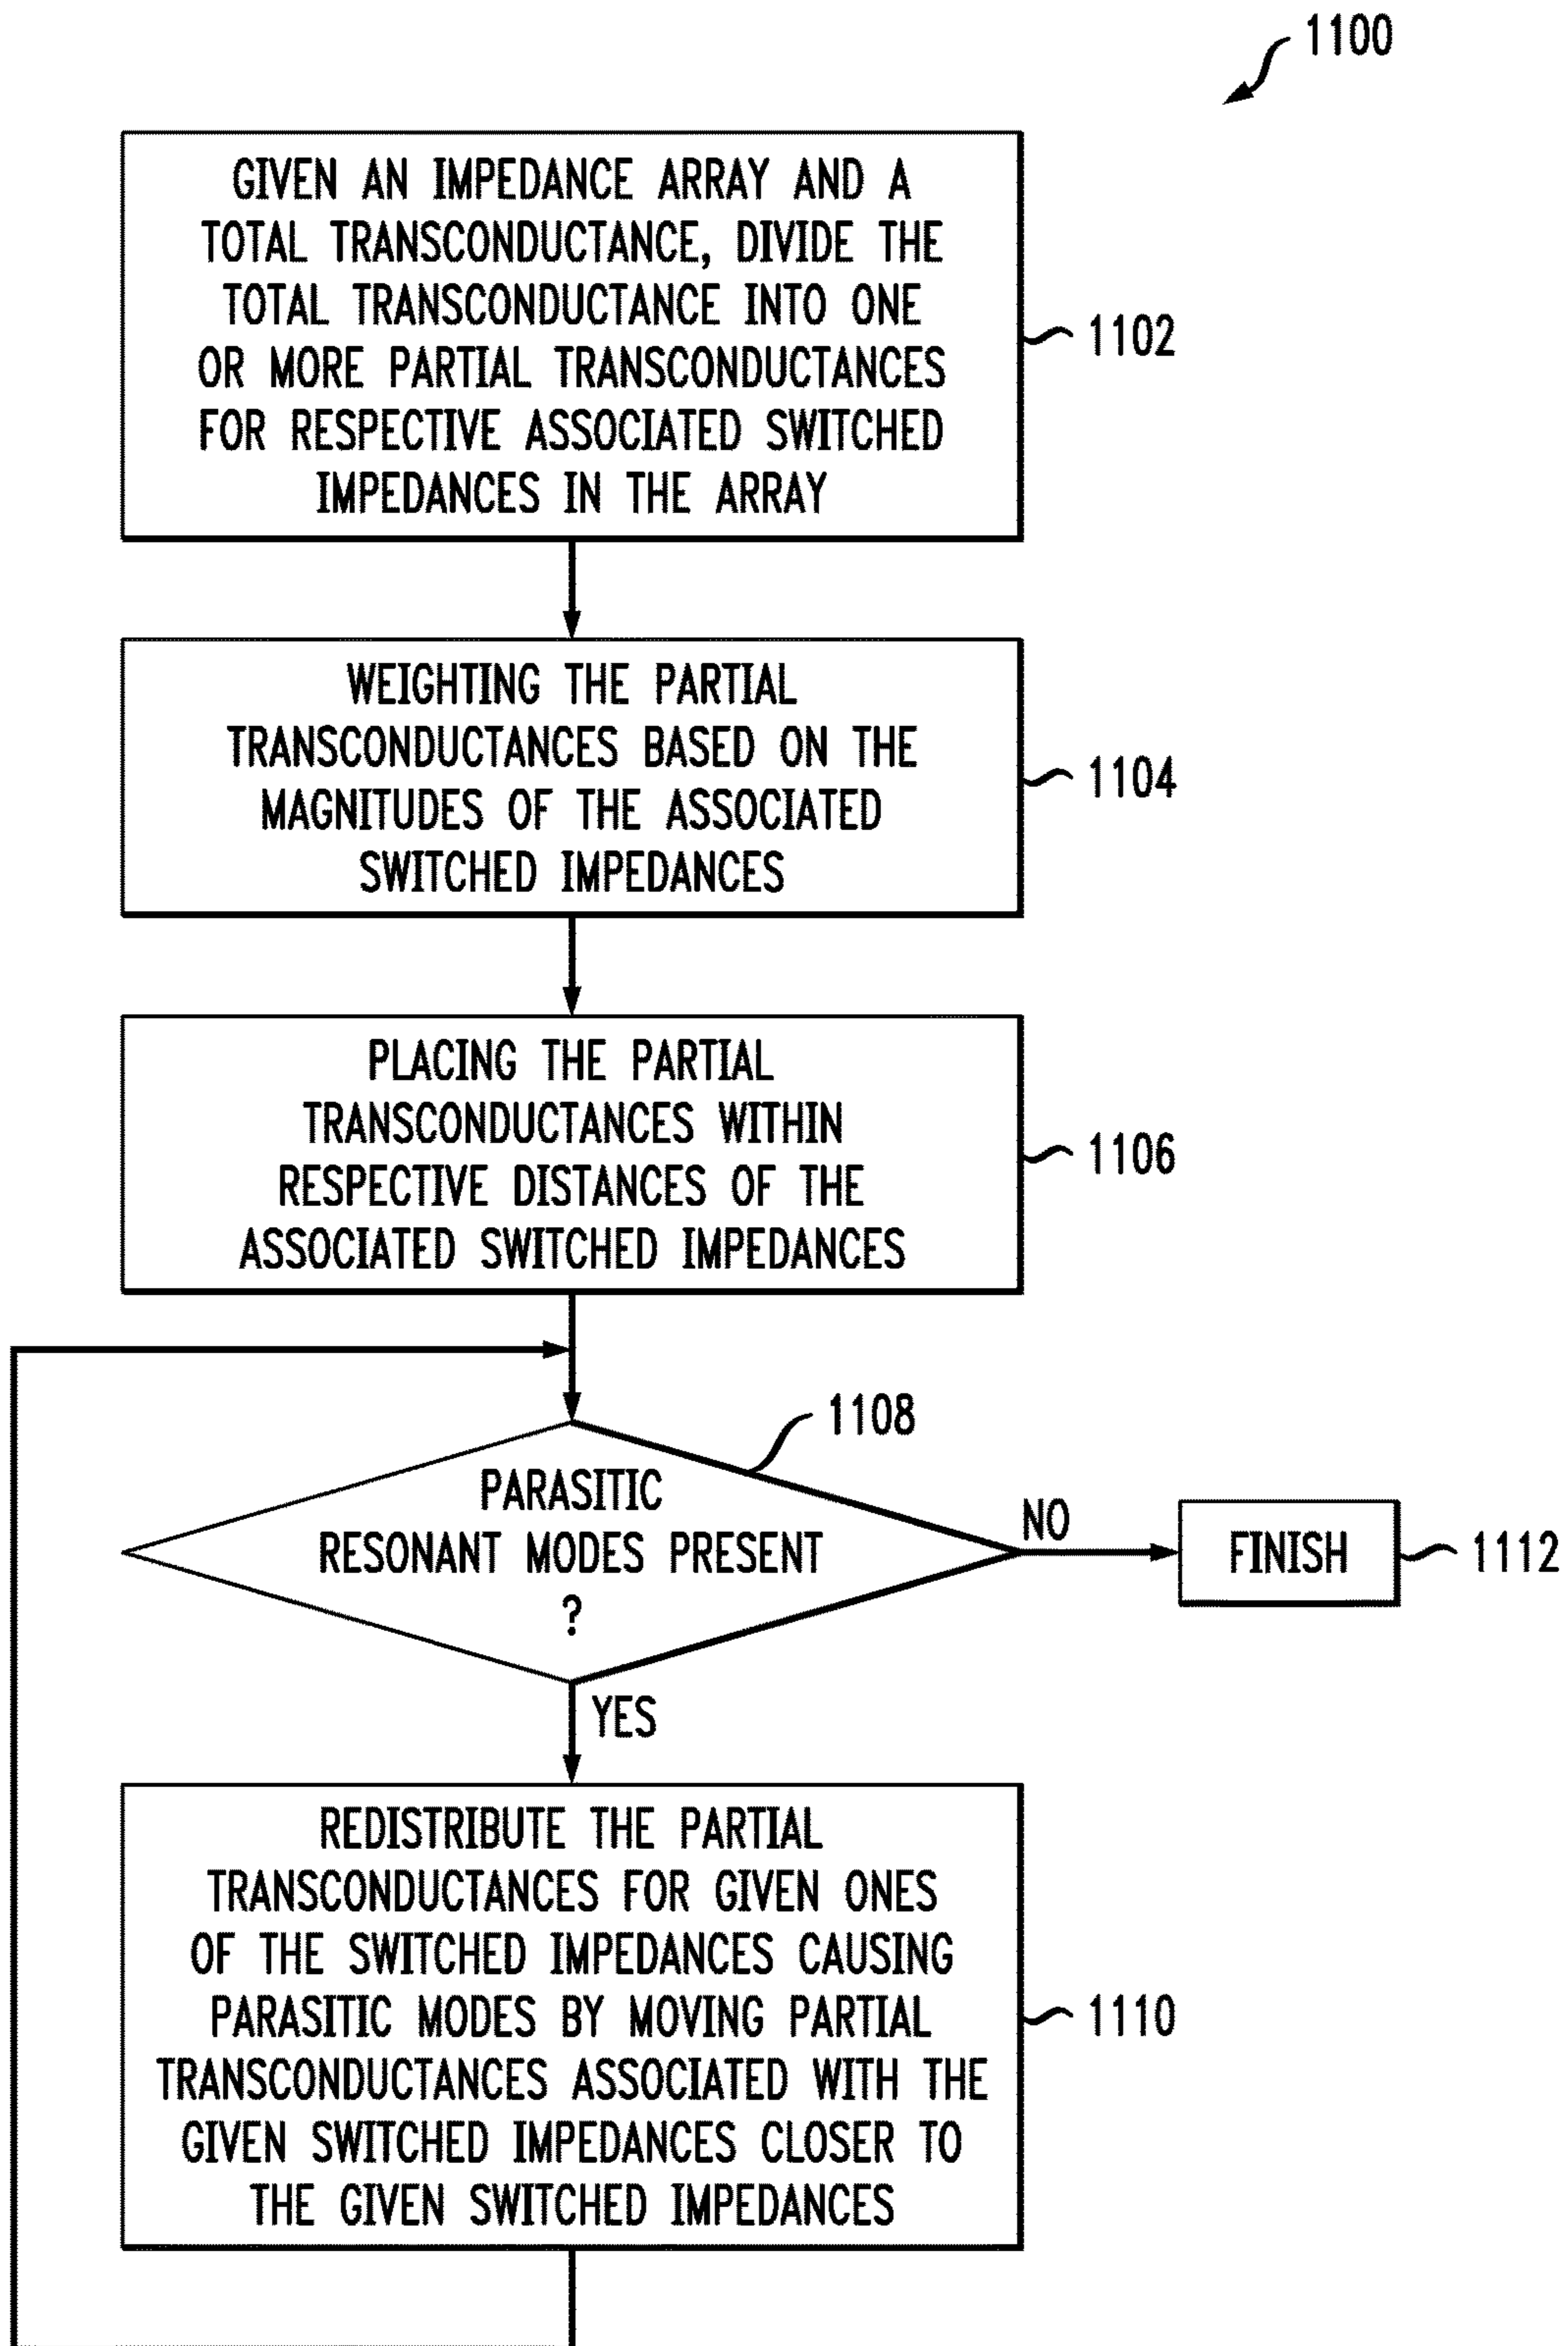 1100
GIVEN AN IMPEDANCE ARRAY AND A
TOTAL TRANSCONDUCTANCE, DIVIDE THE
TOTAL TRANSCONDUCTANCE INTO ONE
OR MORE PARTIAL TRANSCONDUCTANCES
FOR RESPECTIVE ASSOCIATED SWITCHED
IMPEDANCES IN THE ARRAY
1102
WEIGHTING THE PARTIAL
TRANSCONDUCTANCES BASED ON THE
MAGNITUDES OF THE ASSOCIATED
SWITCHED IMPEDANCES
1104
PLACING THE PARTIAL
TRANSCONDUCTANCES WITHIN
RESPECTIVE DISTANCES OF THE
ASSOCIATED SWITCHED IMPEDANCES
1106
1108
PARASITIC
RESONANT MODES PRESENT
?
NO
FINISH
1112
YES
REDISTRIBUTE THE PARTIAL
TRANSCONDUCTANCES FOR GIVEN ONES
OF THE SWITCHED IMPEDANCES CAUSING
PARASITIC MODES BY MOVING PARTIAL
TRANSCONDUCTANCES ASSOCIATED WITH THE
GIVEN SWITCHED IMPEDANCES CLOSER TO
THE GIVEN SWITCHED IMPEDANCES
1110